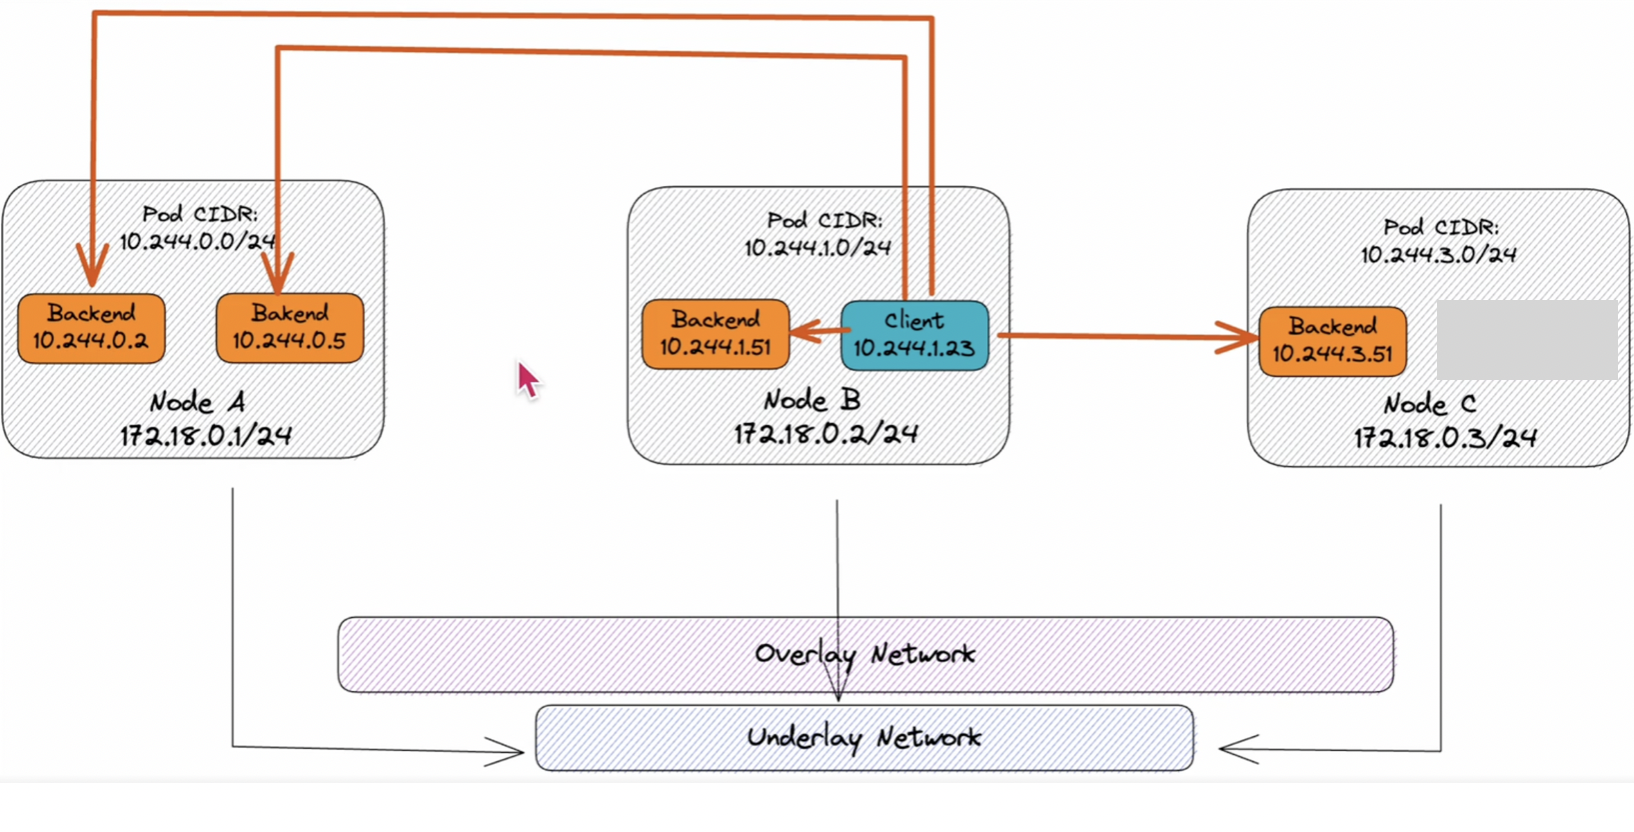 Pod CIDR:
10.244.0.0/24
Backend
10.244.0.2
Bakend
10.244.0.5
Node A
172.18.0.1/24
Pod CIDR:
10.244.1.0/24
Backend
10.244.1.51
Client
10.244.1.23
Node B
172.18.0.2/24
Pod CIDR:
10.244.3.0/24
Backend
10.244.3.51
Node C
172.18.0.3/24
Overlay Network
Underlay Network